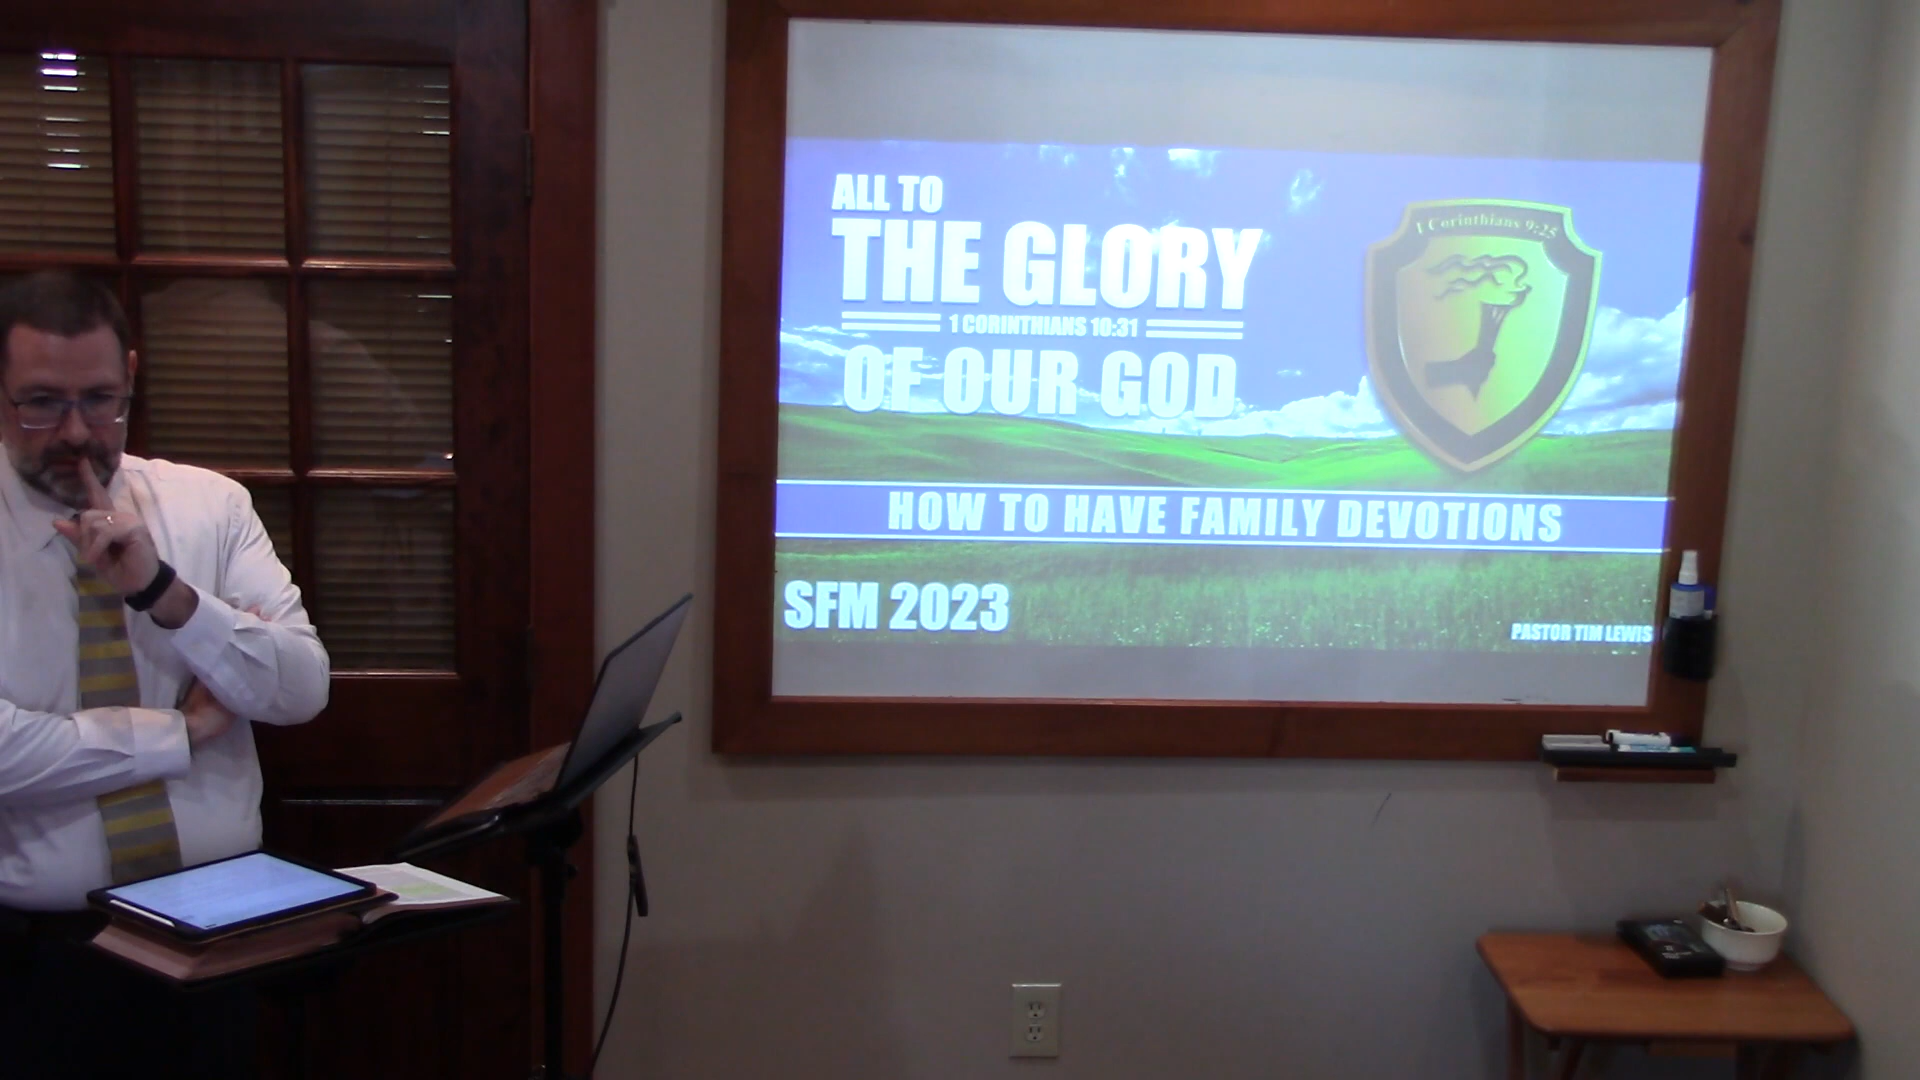 ALL TO
THE GLORY
1 CORINTHIANS 10:31
OF OUR GOD
I Corinthians 9:25
HOW TO HAVE FAMILY DEVOTIONS
SFM 2023
PASTOR TIM LEWIS